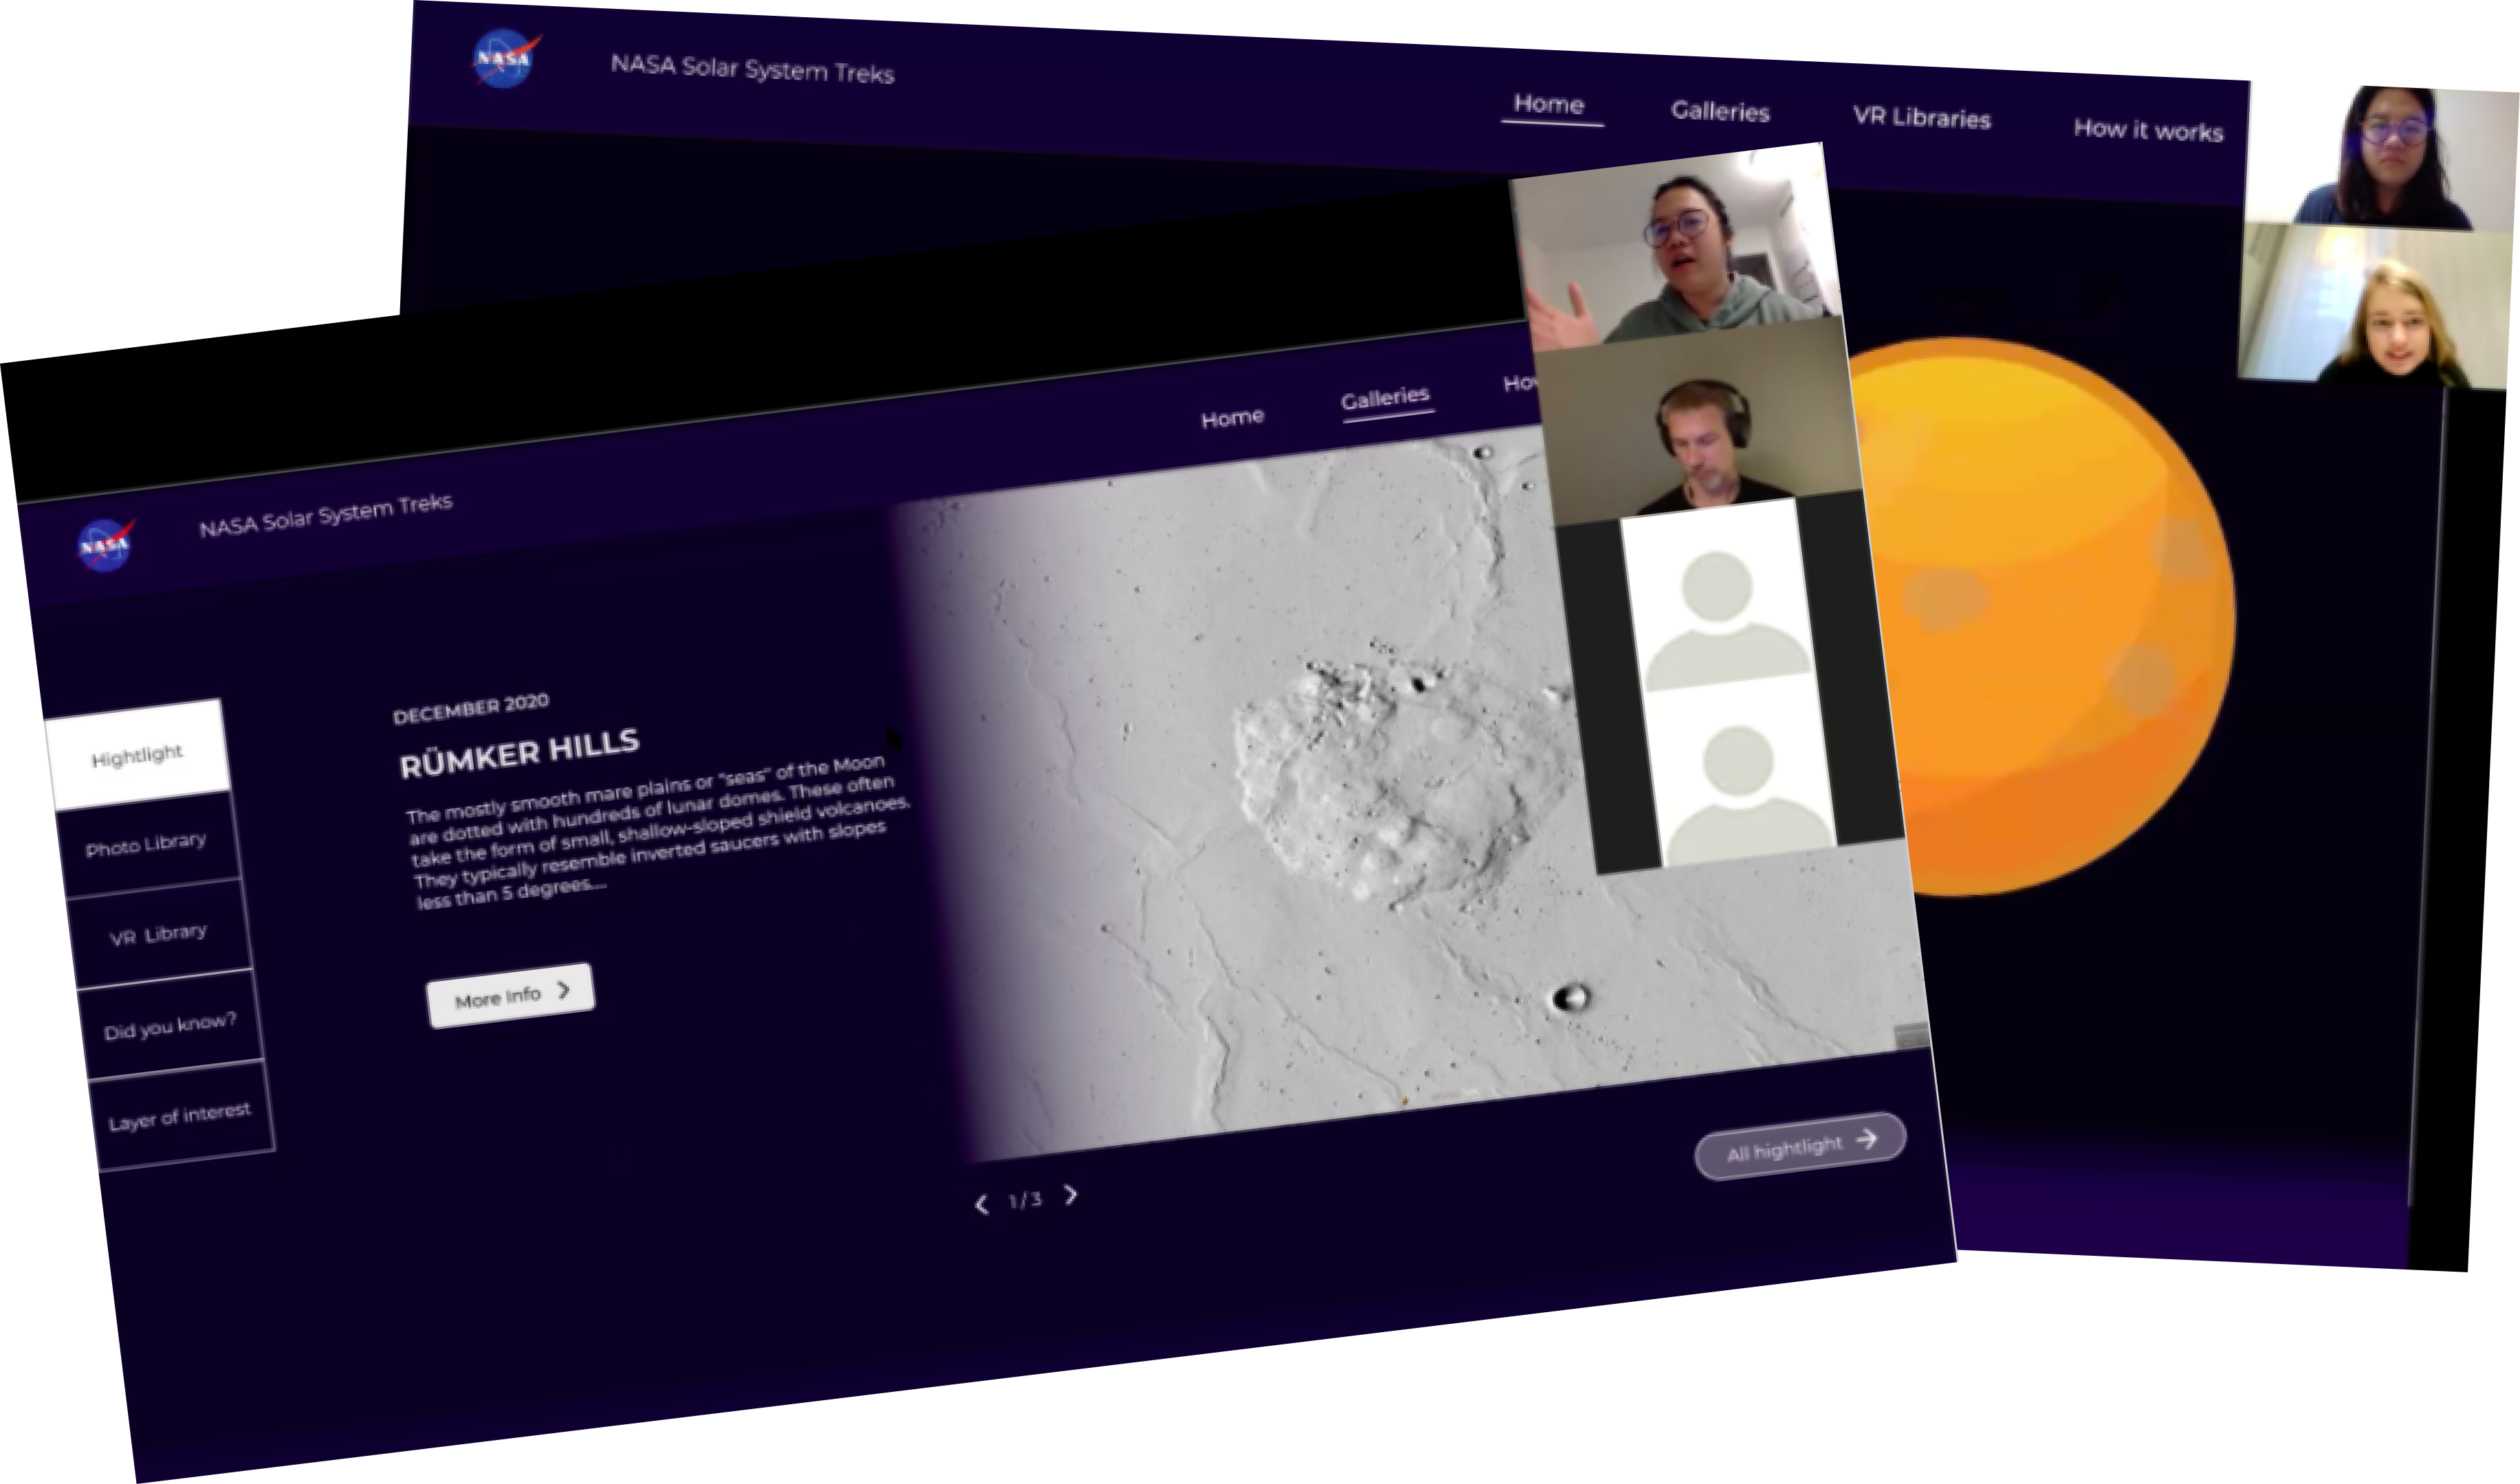 NASA
NASA Solar System Treks
Home
Galleries
VR Libraries
How it works
NASA
NASA Solar System Treks
Home
Galleries
Hightlight
Photo Library
VR Library
Did you know?
Layer of interest
DECEMBER 2020
RÜMKER HILLS
The mostly smooth mare plains or "seas" of the Moon
are dotted with hundreds of lunar domes. These often
take the form of small, shallow-sloped shield volcanoes.
They typically resemble inverted saucers with slopes
less than 5 degrees....
More Info
1/3
All hightlight